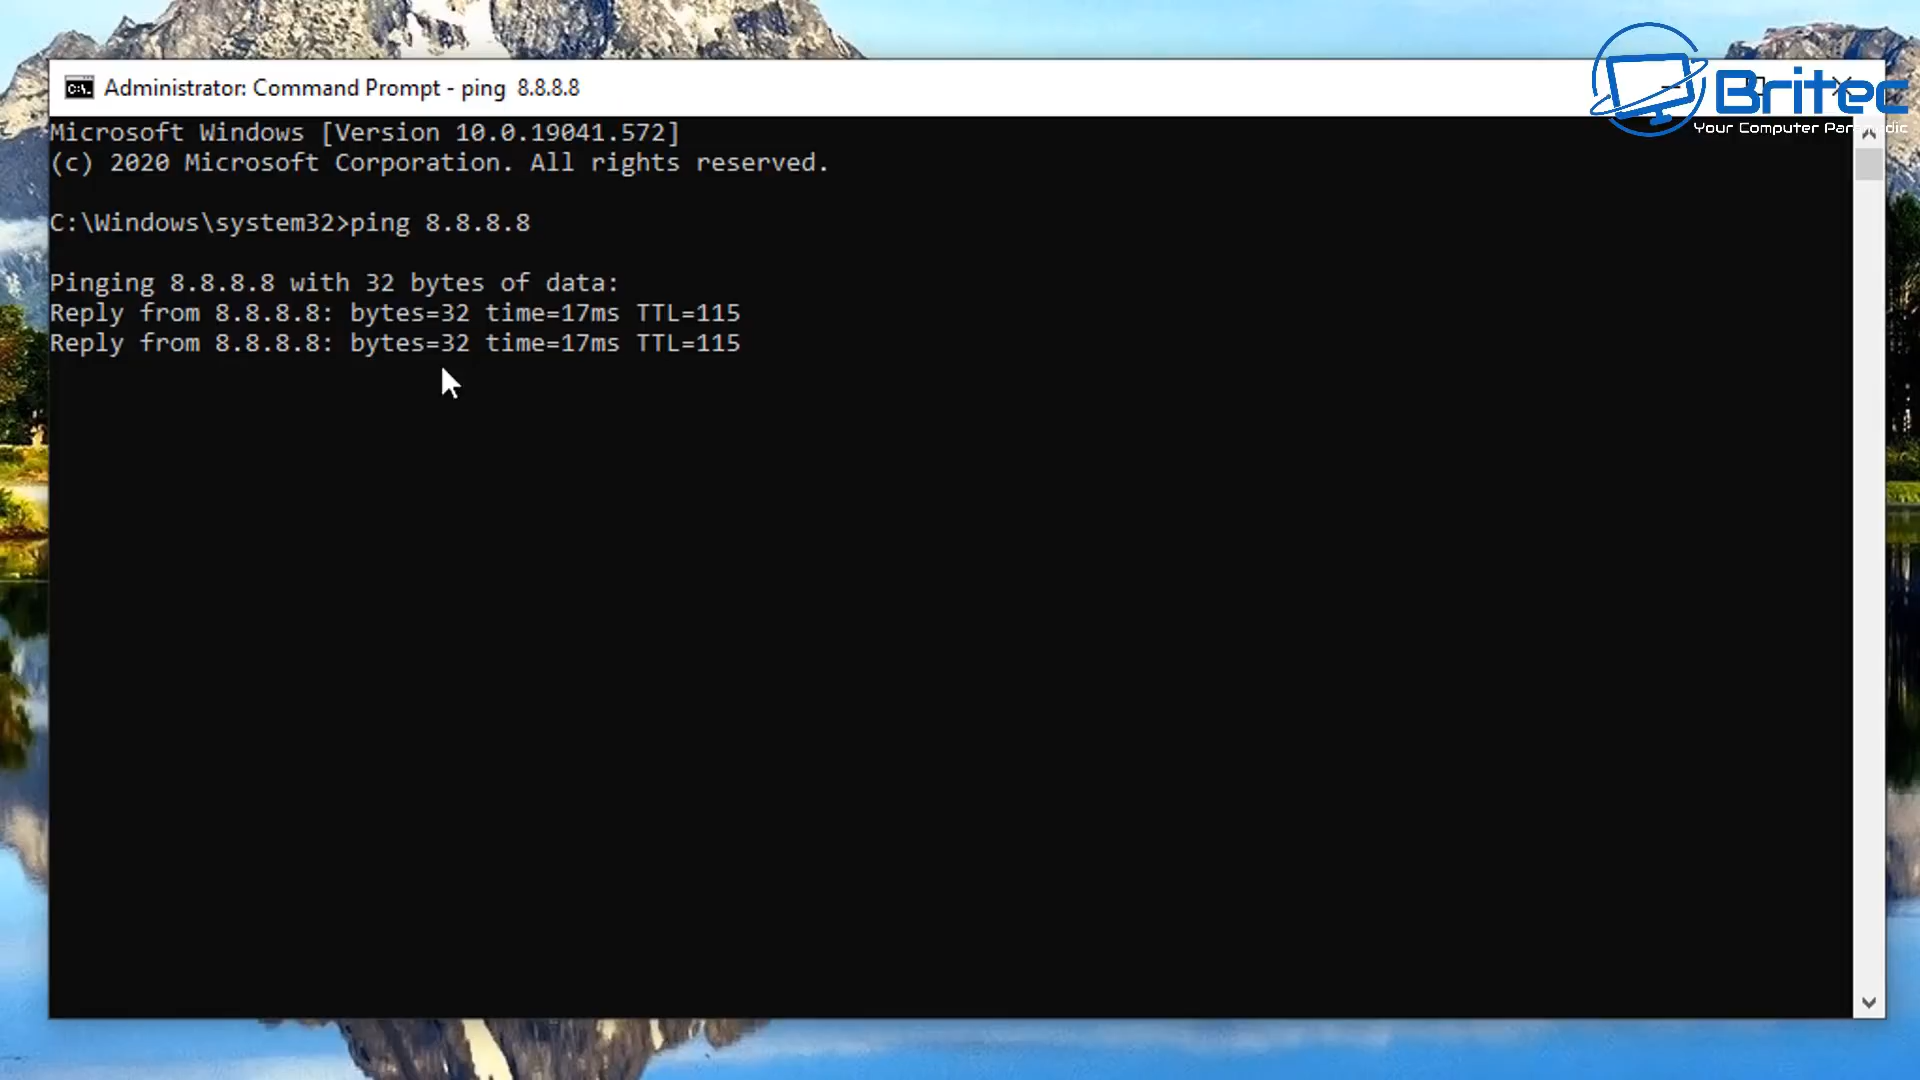 Administrator: Command Prompt - ping 8.8.8.8
Britec
Your Computer Paramedic
Microsoft Windows [Version 10.0.19041.572]
(c) 2020 Microsoft Corporation. All rights reserved.
C:\Windows\system32>ping 8.8.8.8
Pinging 8.8.8.8 with 32 bytes of data:
Reply from 8.8.8.8: bytes=32 time=17ms TTL=115
Reply from 8.8.8.8: bytes=32 time=17ms TTL=115